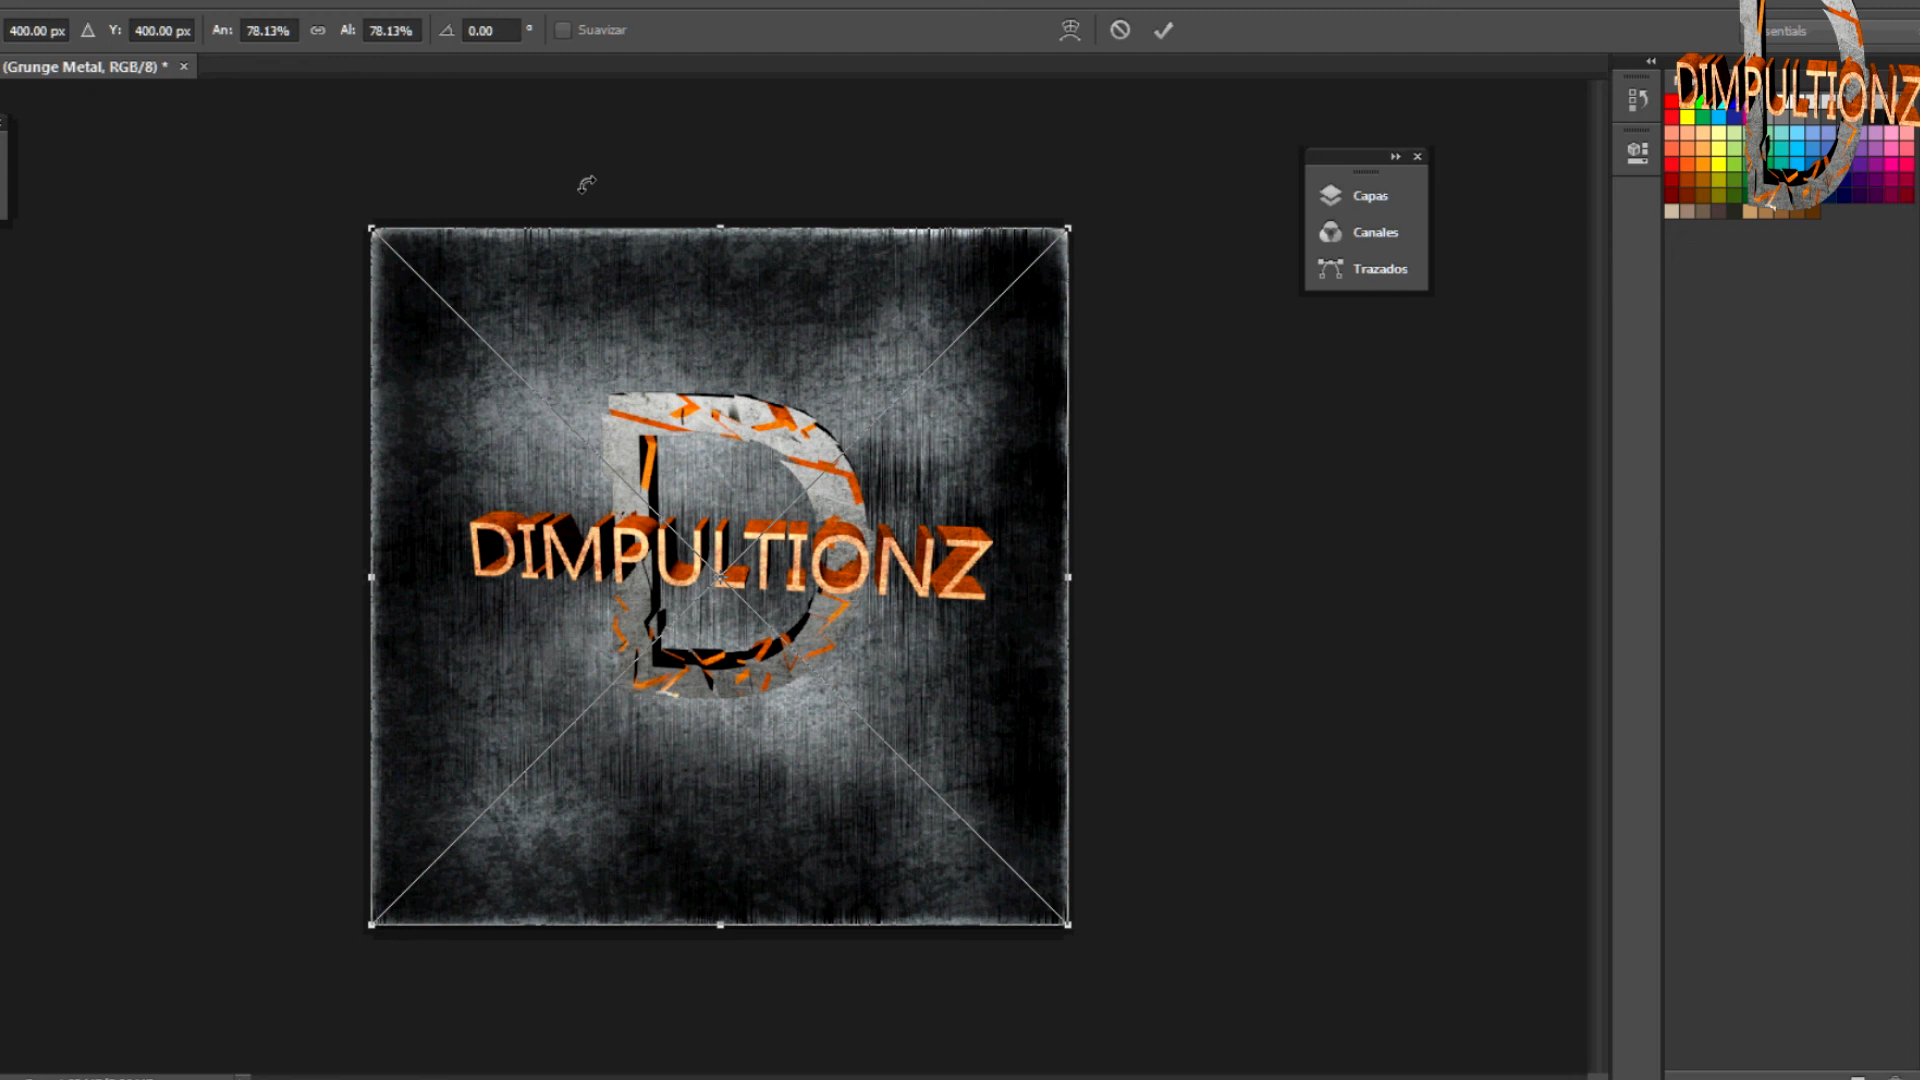 400.00 px Y: 400.00 px An: 78.13% Al: 78.13% 0.00 ° Suavizar
sentials
(Grunge Metal, RGB/8) * ×
DIMPULTIONZ
Capas
Canales
Trazados
DIMPULTIONZ